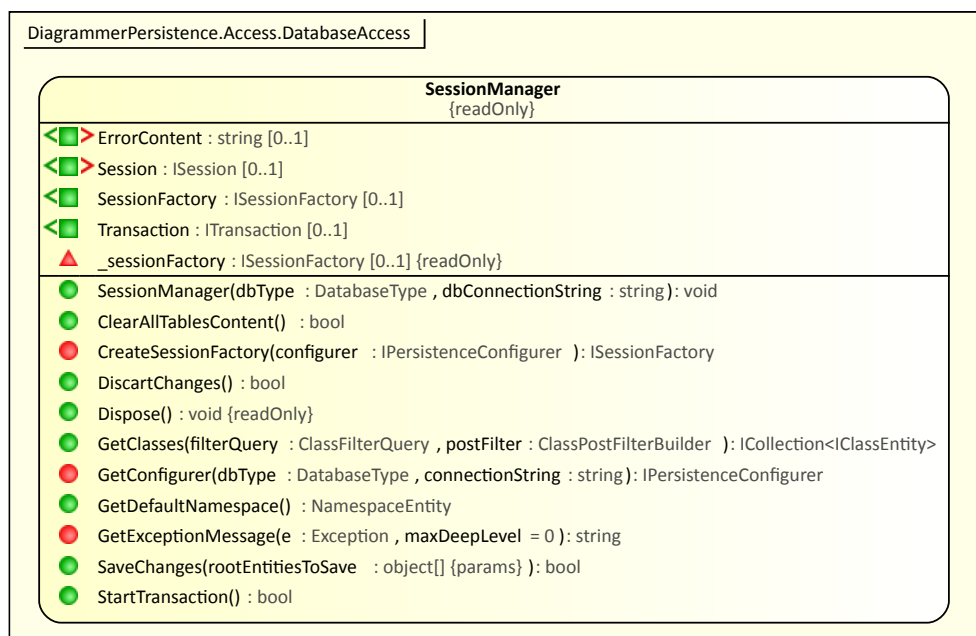 DiagrammerPersistence.Access.DatabaseAccess
SessionManager
{readOnly}
ErrorContent : string [0..1]
Session : ISession [0..1]
SessionFactory : ISessionFactory [0..1]
Transaction : ITransaction [0..1]
_sessionFactory : ISessionFactory [0..1] {readOnly}
SessionManager(dbType : DatabaseType , dbConnectionString : string): void
ClearAllTablesContent() : bool
CreateSessionFactory(configurer : IPersistenceConfigurer ): ISessionFactory
DiscartChanges() : bool
Dispose() : void {readOnly}
GetClasses(filterQuery : ClassFilterQuery , postFilter : ClassPostFilterBuilder ): ICollection<IClassEntity>
GetConfigurer(dbType : DatabaseType , connectionString : string): IPersistenceConfigurer
GetDefaultNamespace() : NamespaceEntity
GetExceptionMessage(e : Exception , maxDeepLevel = 0 ): string
SaveChanges(rootEntitiesToSave : object[] {params} ): bool
StartTransaction() : bool